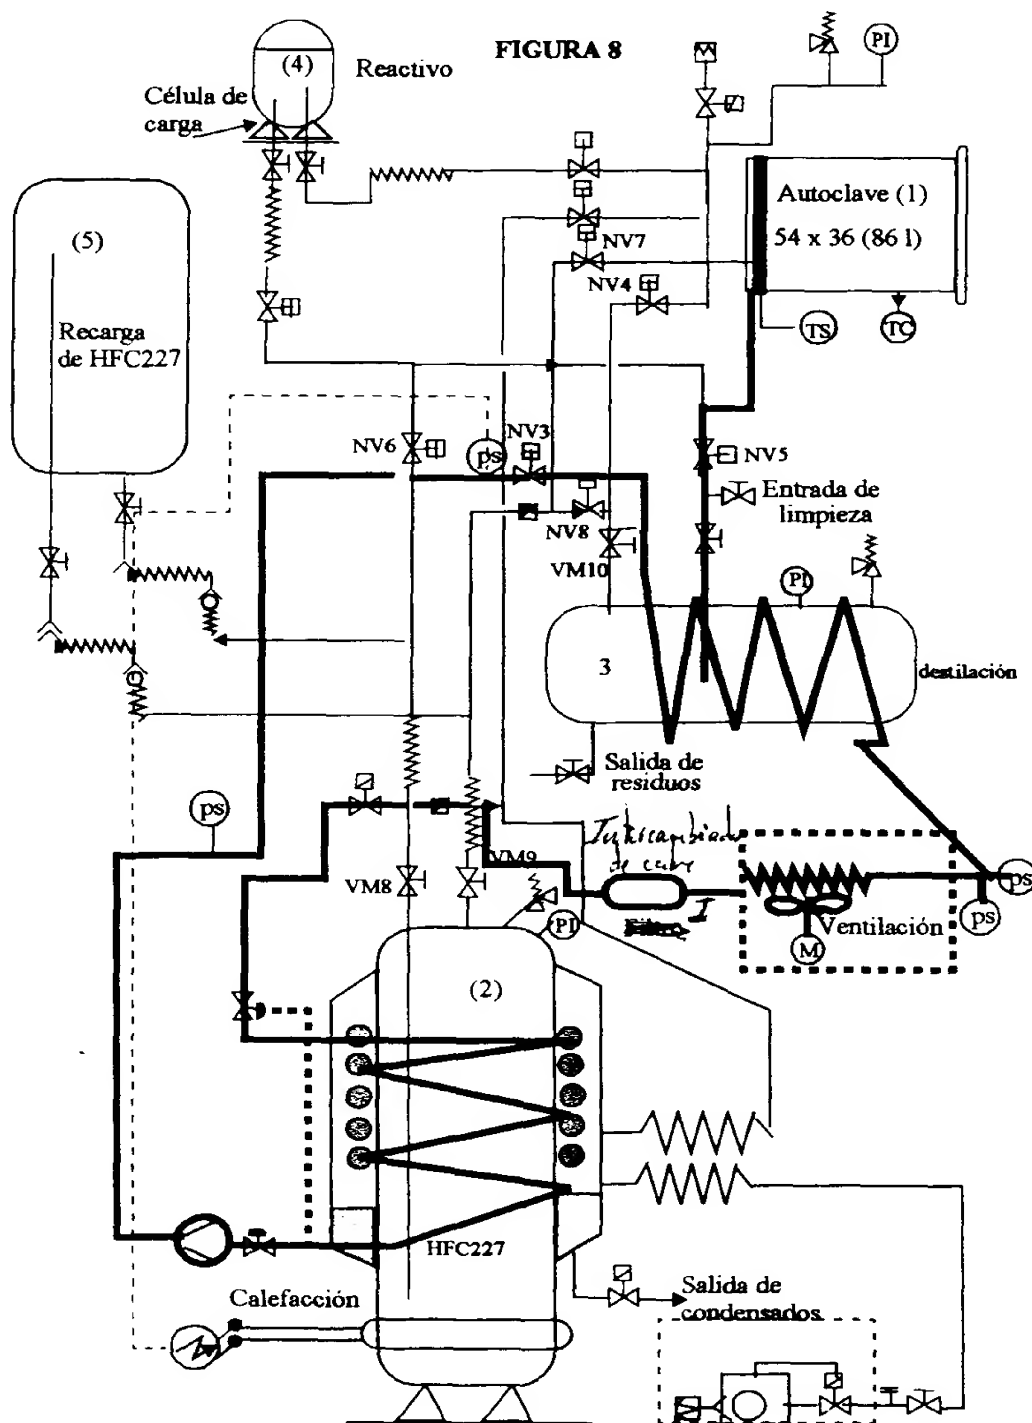 FIGURA 8
PI
(4)
Reactivo
Célula de
carga
Autoclave (1)
54 x 36 (86 l)
(5)
NV7
NV4
Recarga
de HFC227
TS
TC
NV6
NV3
ps
NV5
Entrada de
limpieza
NV8
VM10
PI
3
destilación
Salida de
residuos
ps
VM9
VM8
de
I
ps
ps
PI
Ventilación
M
(2)
HFC227
Calefacción
Salida de
condensados